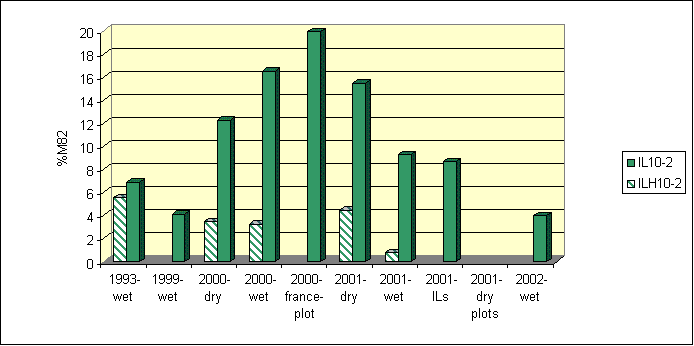 20
18
16
14
12
10
8
6
4
2
0
%M82
1993-
wet
1999-
wet
2000-
dry
2000-
wet
2000-
france-
plot
2001-
dry
2001-
wet
2001-
ILs
2001-
dry
plots
2002-
wet
IL10-2
ILH10-2